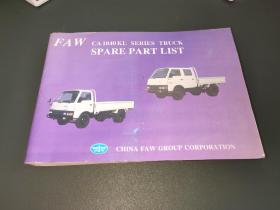 FAW CA1040KL SERIES TRUCK
SPARE PART LIST
CHINA FAW GROUP CORPORATION